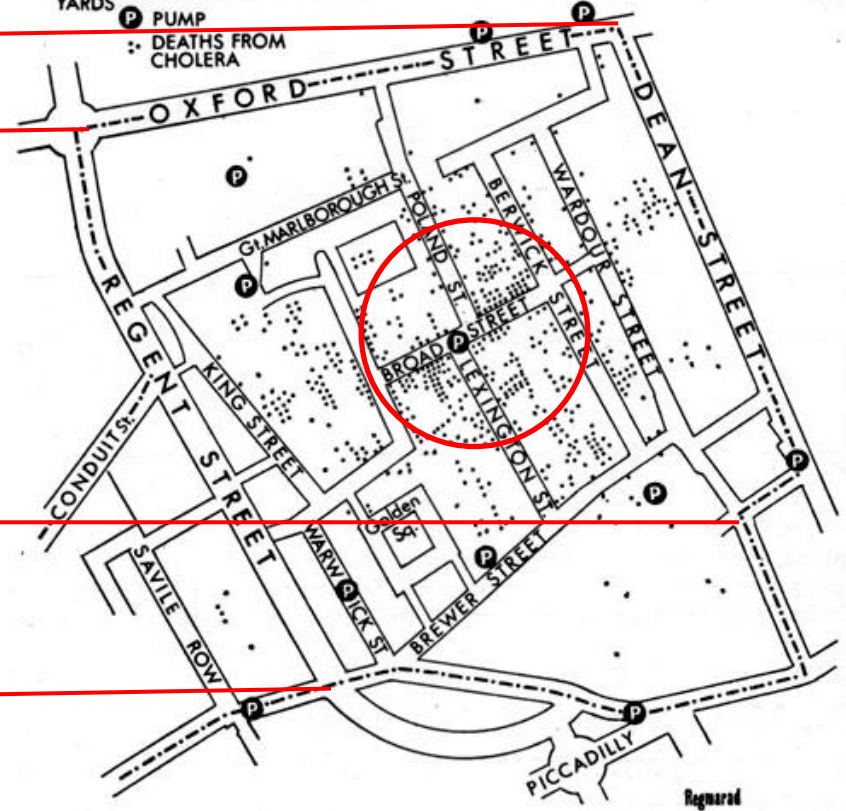 YARDS
P PUMP
DEATHS FROM
CHOLERA
P
P
OXFORD STREET
DEAN STREET
P
Gt. MARLBOROUGH St.
POLAND ST.
BERWICK STREET
WARDOUR STREET
P
REGENT STREET
BROAD STREET
P
KING STREET
LEXINGTON ST.
CONDUIT St.
P
P
Golden
Sq.
WARWICK ST
P
P
SAVILE ROW
BREWER STREET
P
P
PICCADILLY
Regmarad